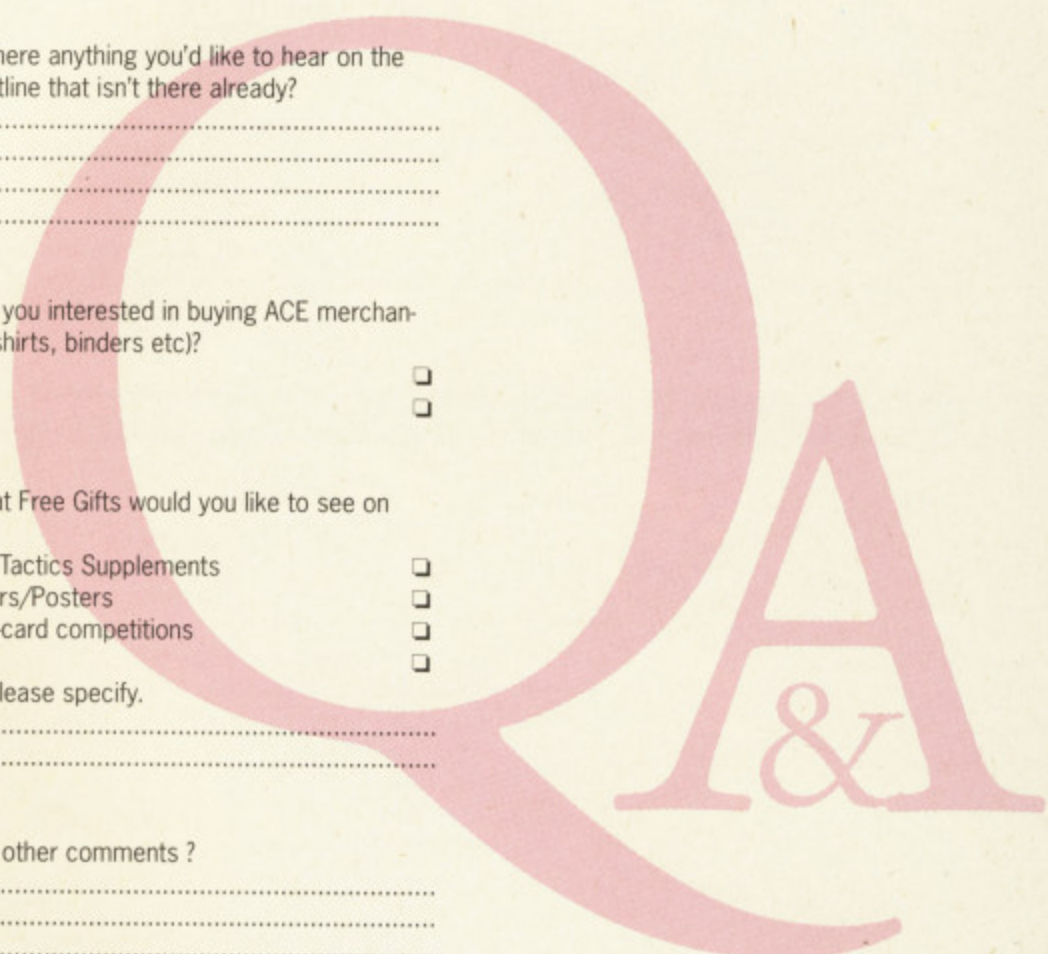 here anything you'd like to hear on the
tline that isn't there already?
you interested in buying ACE merchan-
shirts, binders etc)?
t Free Gifts would you like to see on
Tactics Supplements
rs/Posters
card competitions
lease specify.
other comments ?
Q
A
&